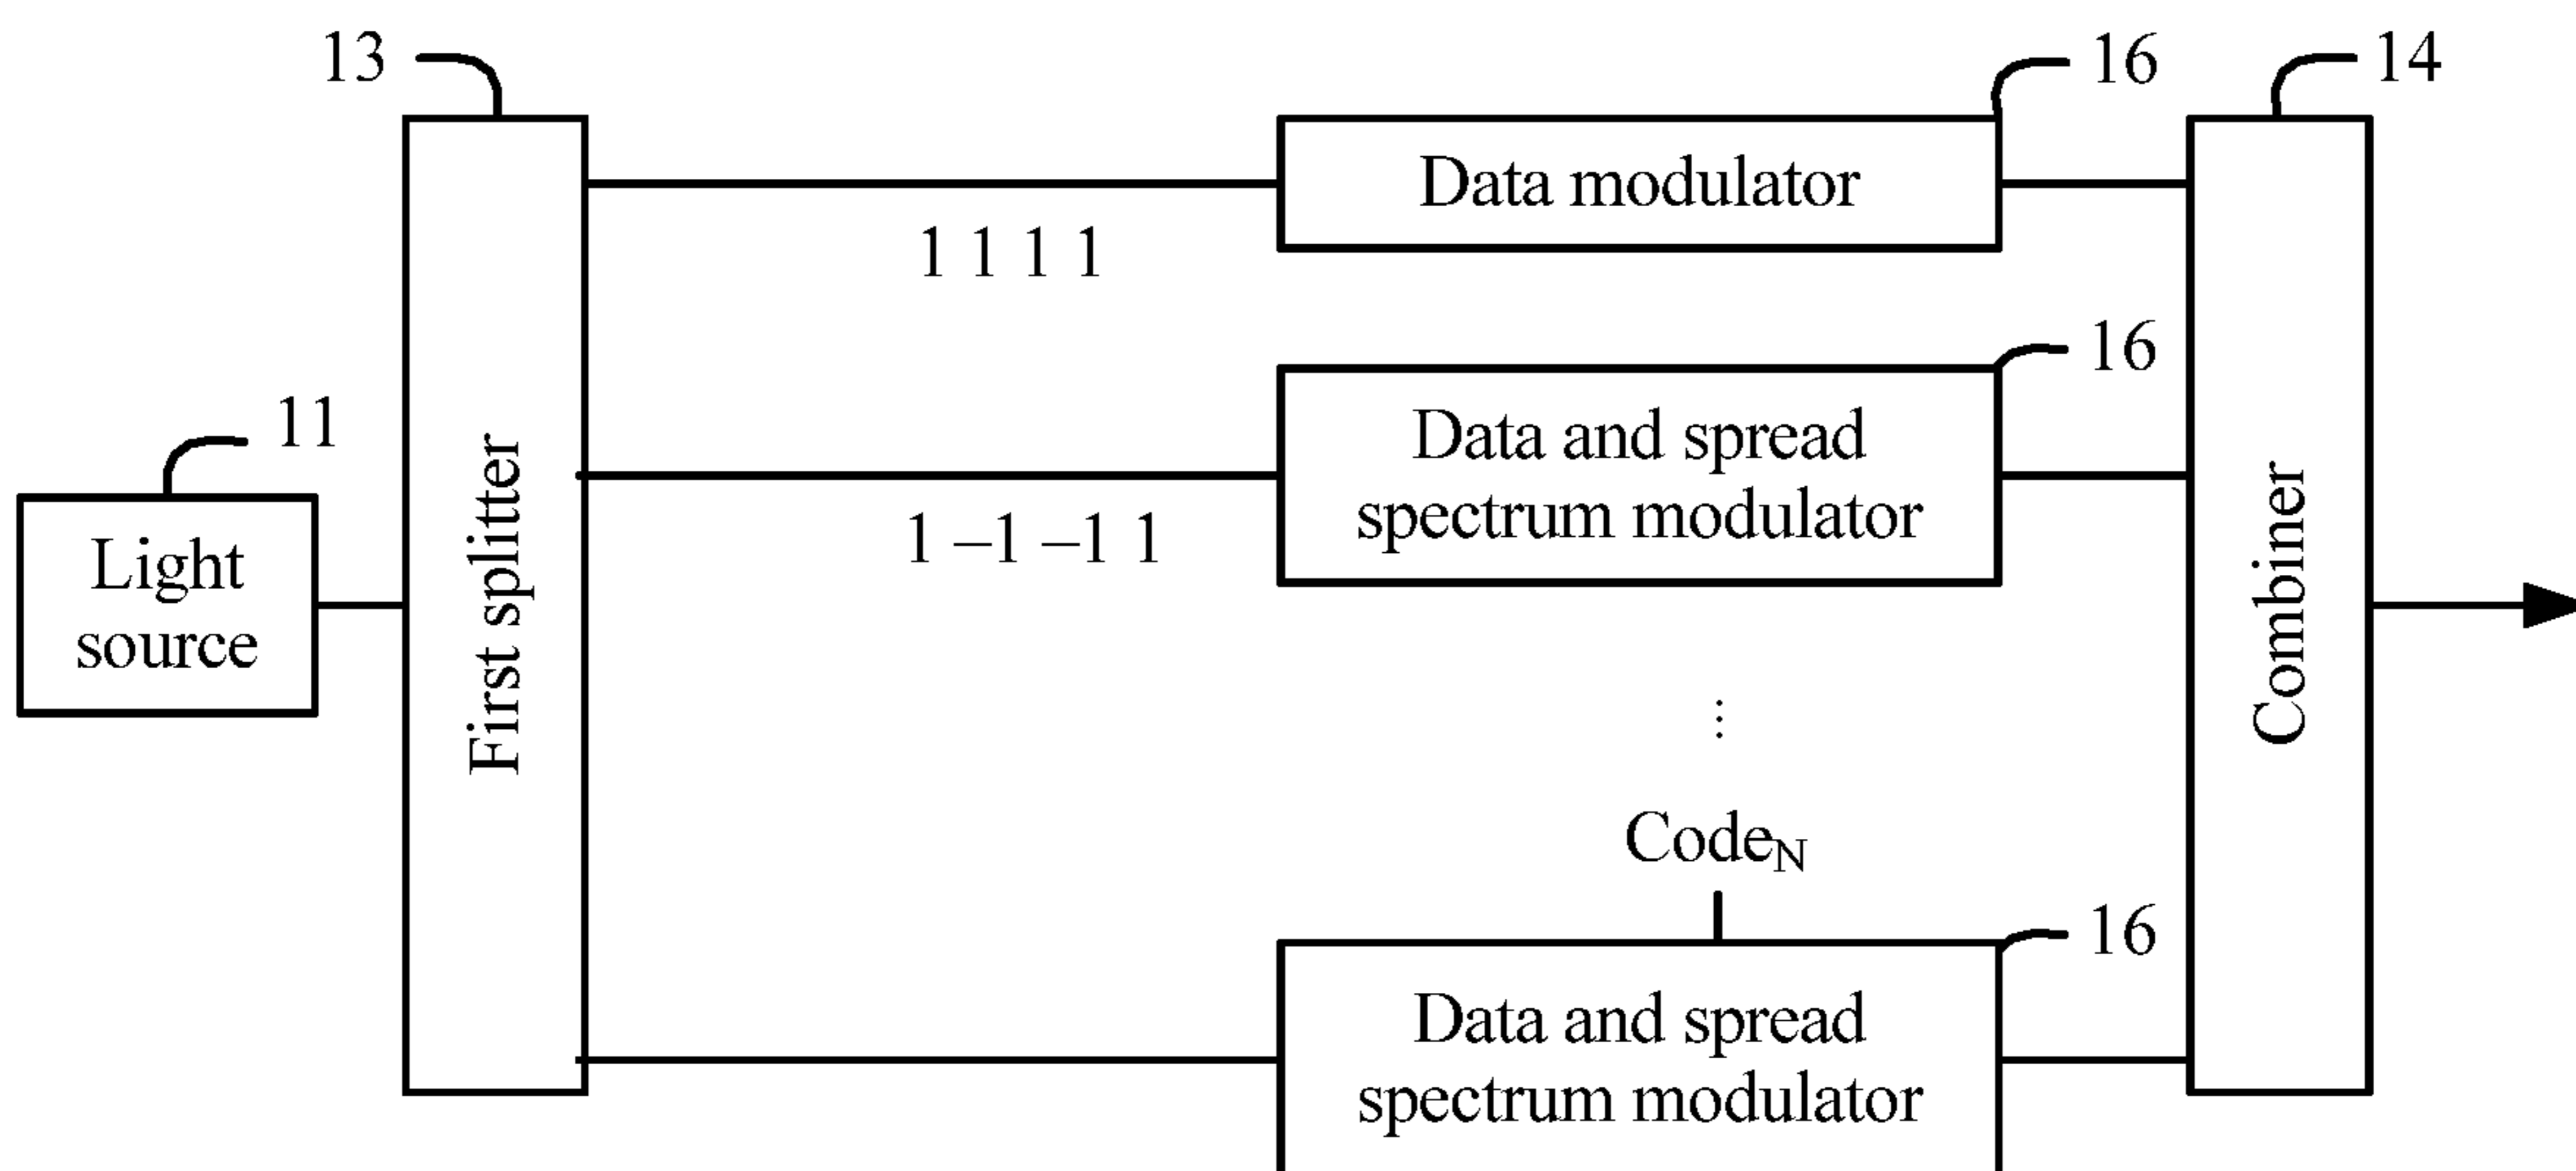 13
16
14
Data modulator
1 1 1 1
16
11
Data and spread
spectrum modulator
1 –1 –1 1
Light
source
First splitter
Combiner
⋮
Code_N
16
Data and spread
spectrum modulator